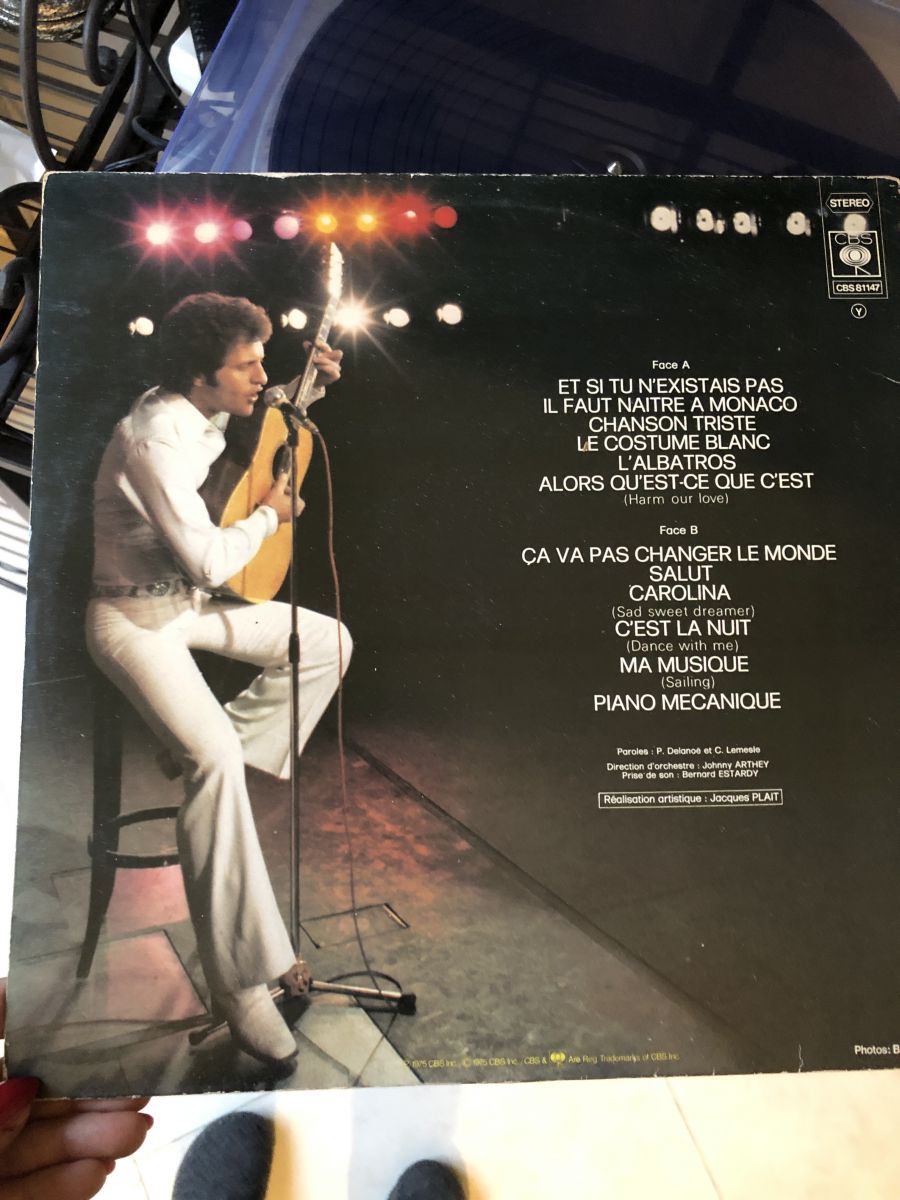 STEREO
CBS
CBS 81147
Y
Face A
ET SI TU N'EXISTAIS PAS
IL FAUT NAITRE A MONACO
CHANSON TRISTE
LE COSTUME BLANC
L'ALBATROS
ALORS QU'EST-CE QUE C'EST
(Harm our love)
Face B
ÇA VA PAS CHANGER LE MONDE
SALUT
CAROLINA
(Sad sweet dreamer)
C'EST LA NUIT
(Dance with me)
MA MUSIQUE
(Sailing)
PIANO MECANIQUE
Paroles : P. Delanoë et C. Lemesle
Direction d'orchestre : Johnny ARTHEY
Prise de son : Bernard ESTARDY
Réalisation artistique : Jacques PLAIT
Photos: B
℗ 1975 CBS Inc. / © 1975 CBS Inc. / CBS & Are Reg. Trademarks of CBS Inc.